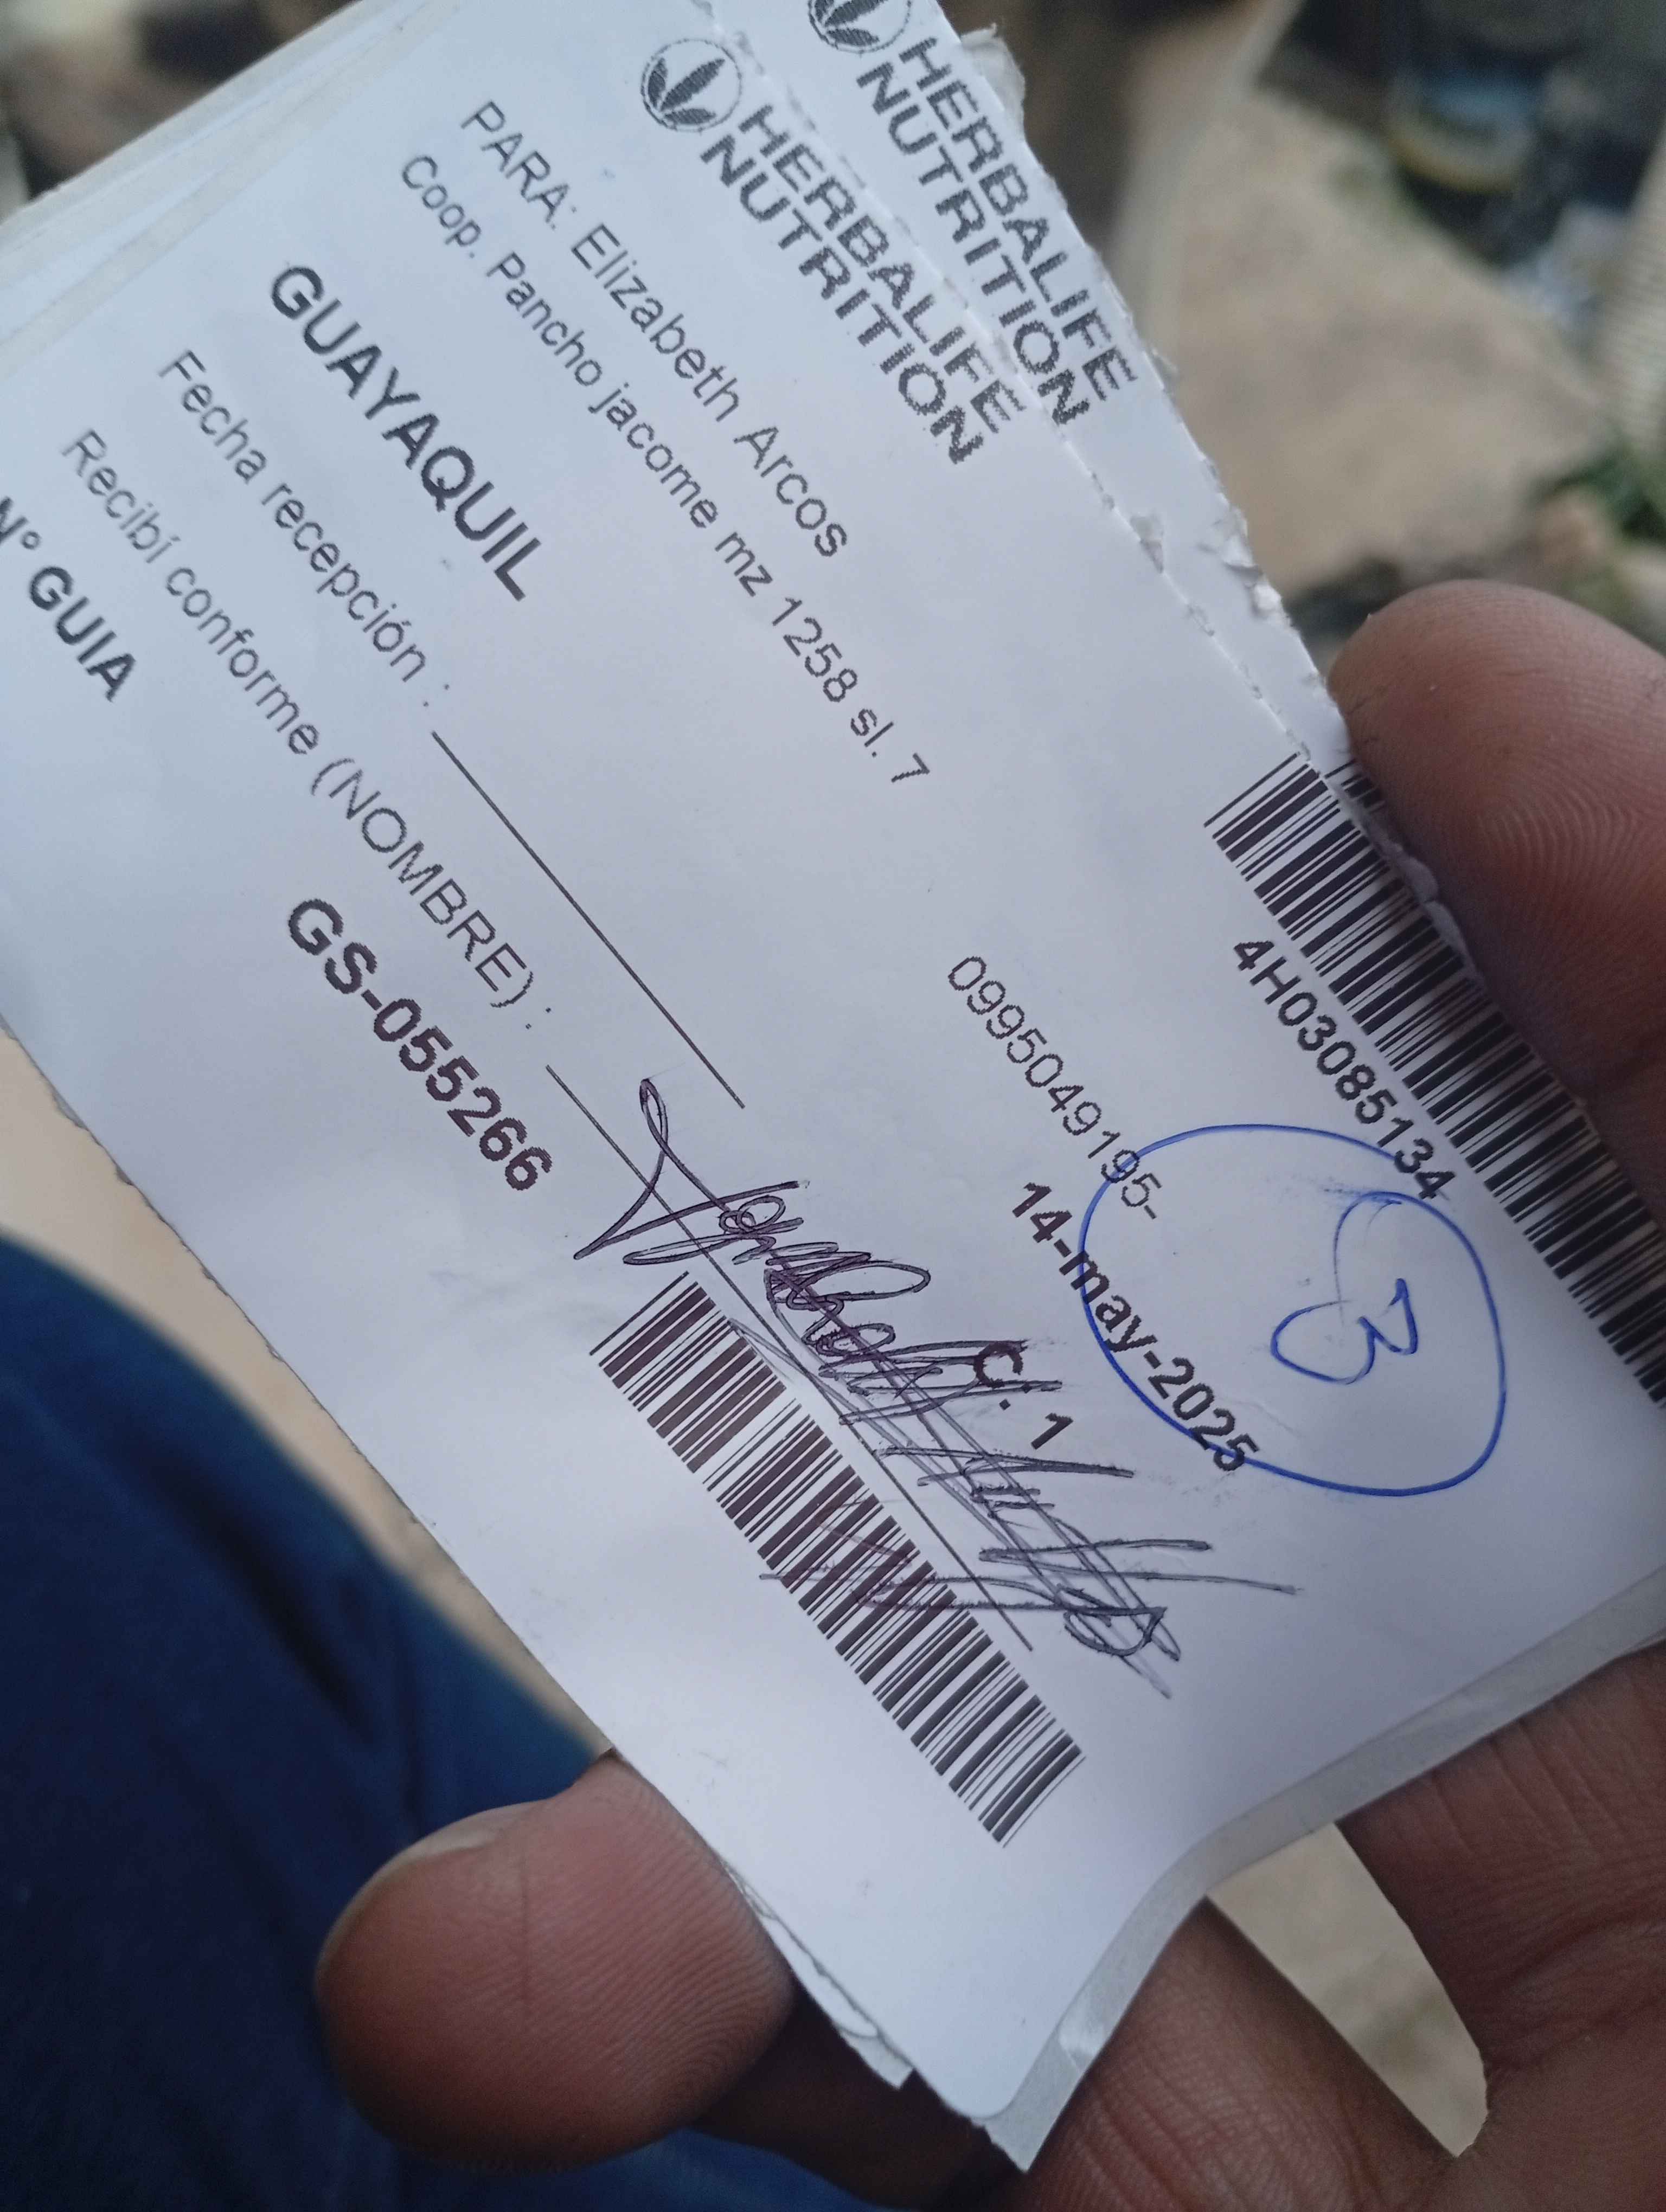 HERBALIFE
NUTRITION
HERBALIFE
NUTRITION
4H03085134
3
PARA: Elizabeth Arcos
Coop. Pancho jacome mz 1258 sl. 7
0995049195-
14-may-2025
GUAYAQUIL
C. 1
Fecha recepción :
Recibí conforme (NOMBRE) :
N° GUIA
GS-055266